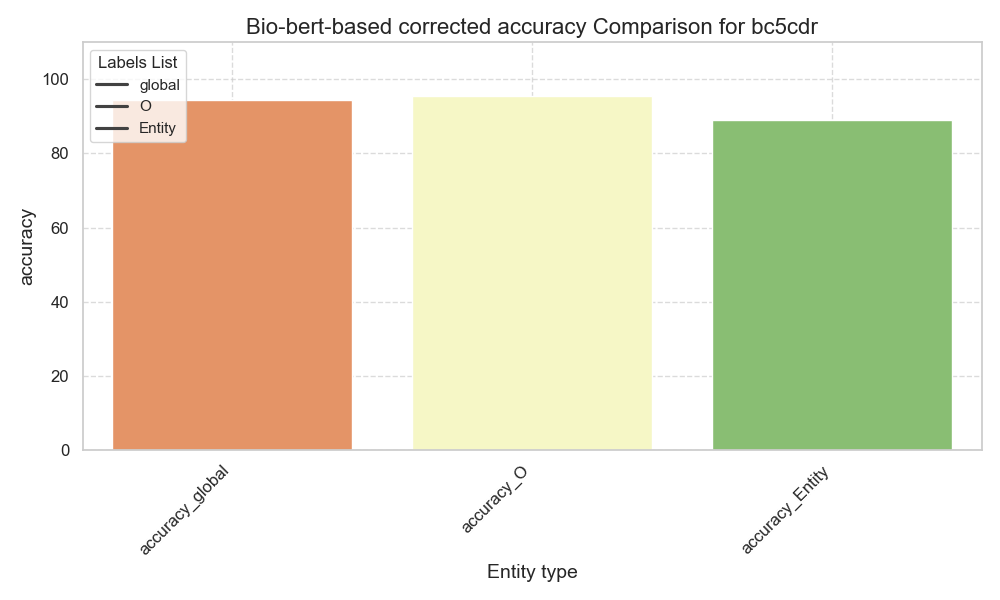 Bio-bert-based corrected accuracy Comparison for bc5cdr
Labels List
global
O
Entity
accuracy
100
80
60
40
20
0
accuracy_global
accuracy_O
accuracy_Entity
Entity type